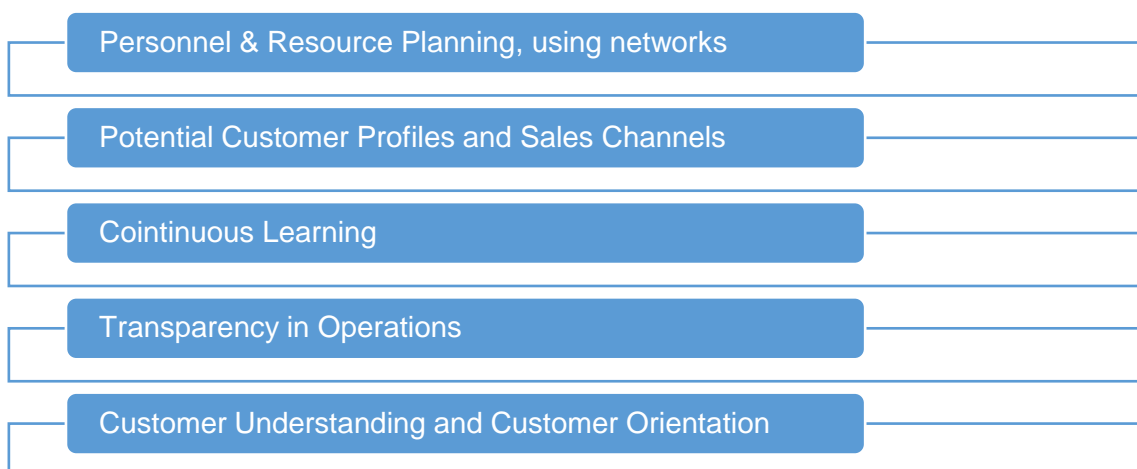 Personnel & Resource Planning, using networks
Potential Customer Profiles and Sales Channels
Cointinuous Learning
Transparency in Operations
Customer Understanding and Customer Orientation